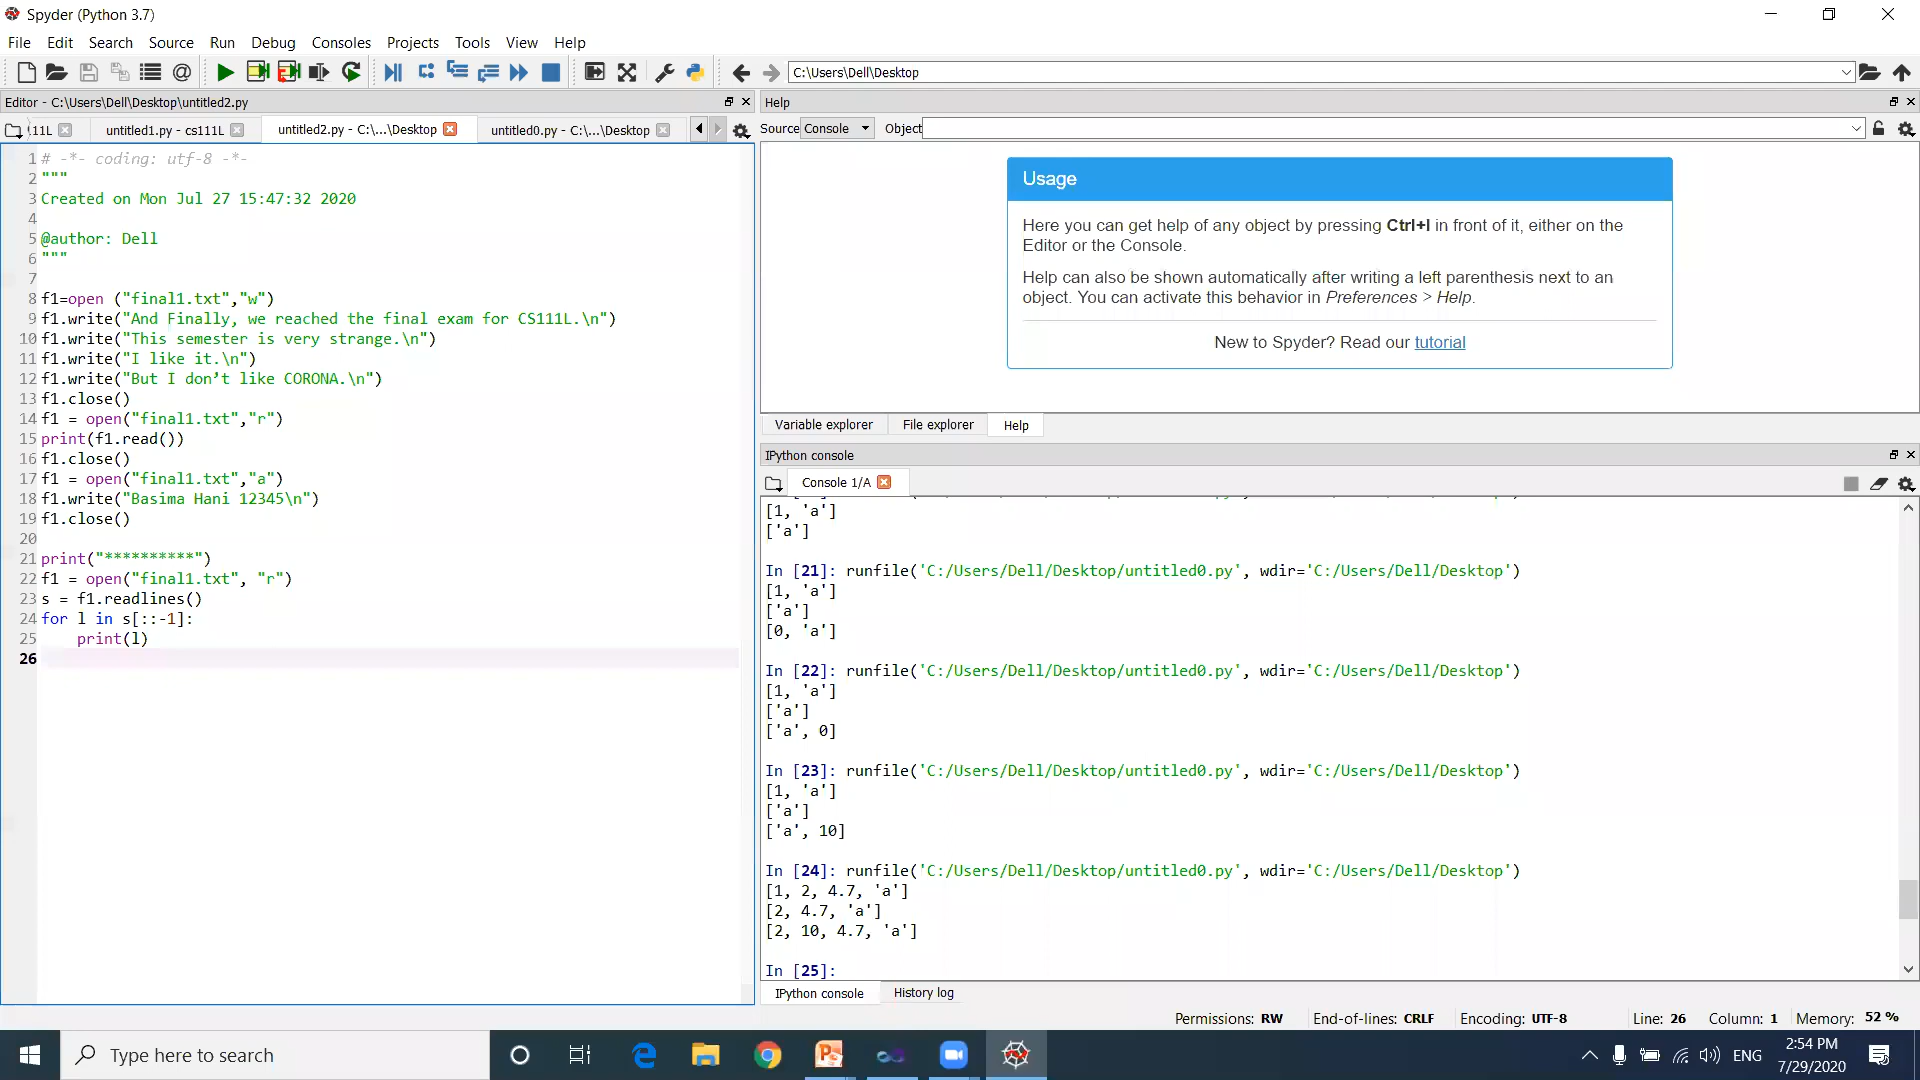 Spyder (Python 3.7)
File Edit Search Source Run Debug Consoles Projects Tools View Help
C:\Users\Dell\Desktop
Editor - C:\Users\Dell\Desktop\untitled2.py
111L untitled1.py - cs111L untitled2.py - C:\...\Desktop untitled0.py - C:\...\Desktop
1 # -*- coding: utf-8 -*-
2 """
3 Created on Mon Jul 27 15:47:32 2020
4
5 @author: Dell
6 """
7
8 f1=open ("final1.txt","w")
9 f1.write("And Finally, we reached the final exam for CS111L.\n")
10 f1.write("This semester is very strange.\n")
11 f1.write("I like it.\n")
12 f1.write("But I don’t like CORONA.\n")
13 f1.close()
14 f1 = open("final1.txt","r")
15 print(f1.read())
16 f1.close()
17 f1 = open("final1.txt","a")
18 f1.write("Basima Hani 12345\n")
19 f1.close()
20
21 print("**********")
22 f1 = open("final1.txt", "r")
23 s = f1.readlines()
24 for l in s[::-1]:
25     print(l)
26
Help
Source Console Object
Usage
Here you can get help of any object by pressing Ctrl+I in front of it, either on the
Editor or the Console.
Help can also be shown automatically after writing a left parenthesis next to an
object. You can activate this behavior in Preferences > Help.
New to Spyder? Read our tutorial
Variable explorer File explorer Help
IPython console
Console 1/A
[1, 'a']
['a']
In [21]: runfile('C:/Users/Dell/Desktop/untitled0.py', wdir='C:/Users/Dell/Desktop')
[1, 'a']
['a']
[0, 'a']
In [22]: runfile('C:/Users/Dell/Desktop/untitled0.py', wdir='C:/Users/Dell/Desktop')
[1, 'a']
['a']
['a', 0]
In [23]: runfile('C:/Users/Dell/Desktop/untitled0.py', wdir='C:/Users/Dell/Desktop')
[1, 'a']
['a']
['a', 10]
In [24]: runfile('C:/Users/Dell/Desktop/untitled0.py', wdir='C:/Users/Dell/Desktop')
[1, 2, 4.7, 'a']
[2, 4.7, 'a']
[2, 10, 4.7, 'a']
In [25]:
IPython console History log
Permissions: RW End-of-lines: CRLF Encoding: UTF-8 Line: 26 Column: 1 Memory: 52 %
Type here to search
ENG
2:54 PM
7/29/2020